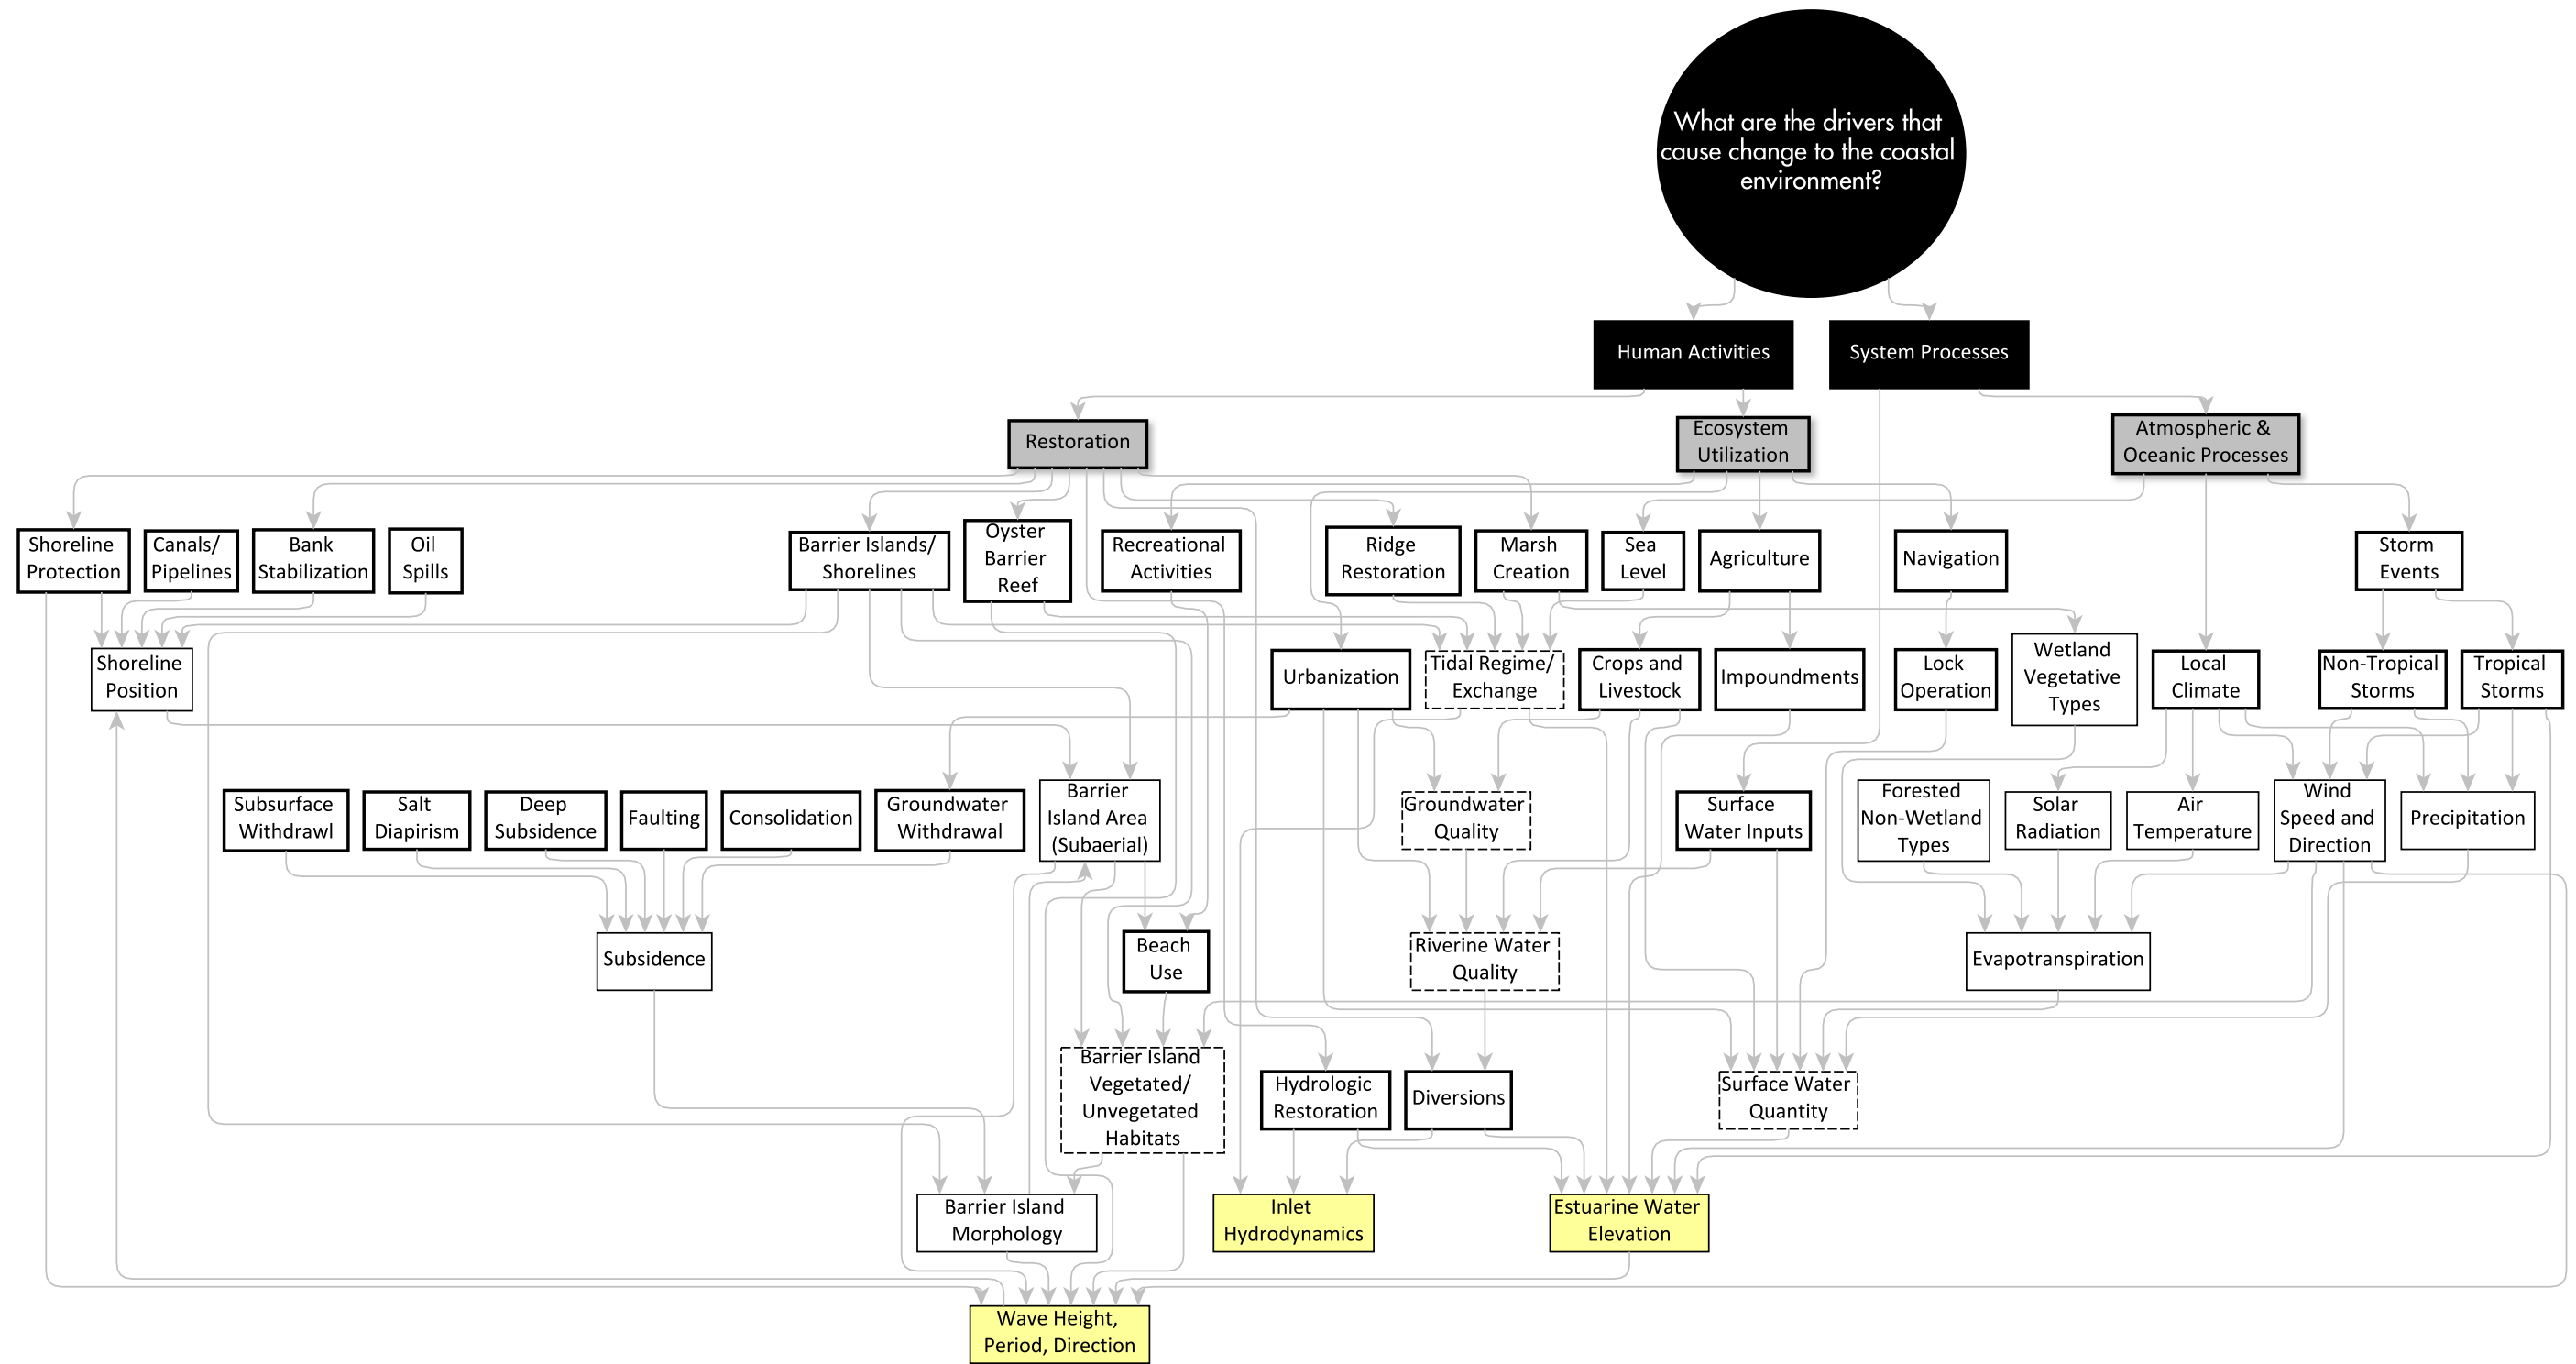 What are the drivers that
cause change to the coastal
environment?
Human Activities
System Processes
Restoration
Ecosystem
Utilization
Atmospheric &
Oceanic Processes
Shoreline
Protection
Canals/
Pipelines
Bank
Stabilization
Oil
Spills
Barrier Islands/
Shorelines
Oyster
Barrier
Reef
Recreational
Activities
Ridge
Restoration
Marsh
Creation
Sea
Level
Agriculture
Navigation
Storm
Events
Shoreline
Position
Urbanization
Tidal Regime/
Exchange
Crops and
Livestock
Impoundments
Lock
Operation
Wetland
Vegetative
Types
Local
Climate
Non-Tropical
Storms
Tropical
Storms
Subsurface
Withdrawl
Salt
Diapirism
Deep
Subsidence
Faulting
Consolidation
Groundwater
Withdrawal
Barrier
Island Area
(Subaerial)
Groundwater
Quality
Surface
Water Inputs
Forested
Non-Wetland
Types
Solar
Radiation
Air
Temperature
Wind
Speed and
Direction
Precipitation
Subsidence
Beach
Use
Riverine Water
Quality
Evapotranspiration
Barrier Island
Vegetated/
Unvegetated
Habitats
Hydrologic
Restoration
Diversions
Surface Water
Quantity
Barrier Island
Morphology
Inlet
Hydrodynamics
Estuarine Water
Elevation
Wave Height,
Period, Direction